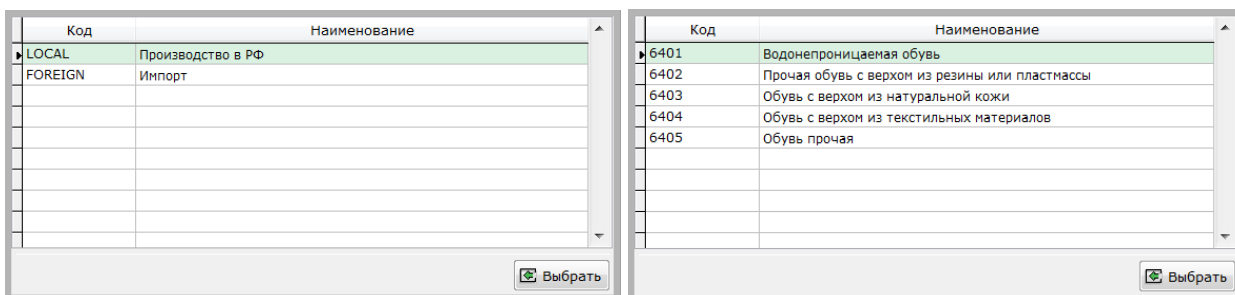 Код Наименование
LOCAL Производство в РФ
FOREIGN Импорт
Выбрать
Код Наименование
6401 Водонепроницаемая обувь
6402 Прочая обувь с верхом из резины или пластмассы
6403 Обувь с верхом из натуральной кожи
6404 Обувь с верхом из текстильных материалов
6405 Обувь прочая
Выбрать